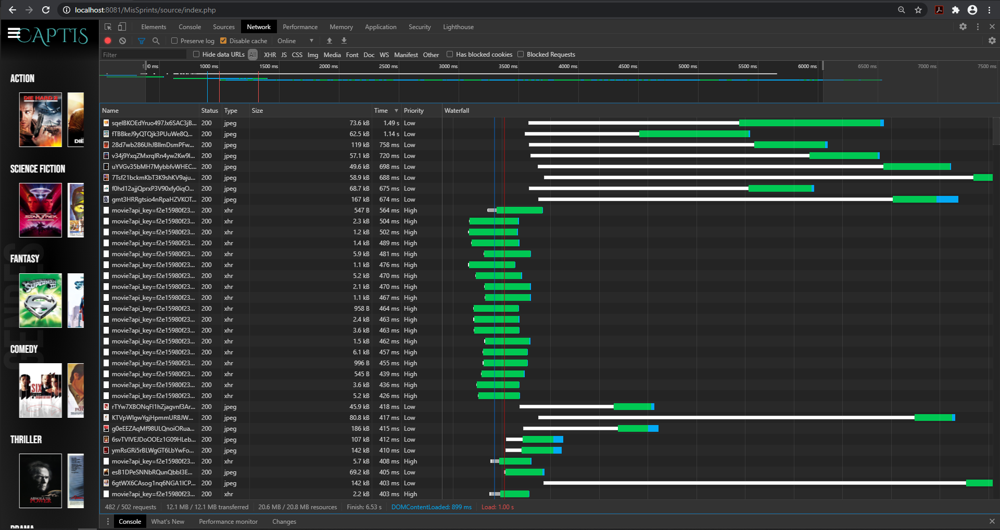 localhost:8081/MisSprints/source/index.php
CAPTIS
Elements Console Sources Network Performance Memory Application Security Lighthouse
Preserve log Disable cache Online
Filter Hide data URLs All XHR JS CSS Img Media Font Doc WS Manifest Other Has blocked cookies Blocked Requests
1000 ms 1500 ms 2000 ms 2500 ms 3000 ms 3500 ms 4000 ms 4500 ms 5000 ms 5500 ms 6000 ms 6500 ms 7000 ms 7500 ms
ACTION
DIE HARD 2
DIE
SCIENCE FICTION
STAR TREK
FANTASY
SUPERMAN III
GENRES
COMEDY
SIX
THRILLER
ABSOLUTE POWER
DRAMA
Name Status Type Size Time Priority Waterfall
sqelBKOEdYruo497Jx6SAC3jB... 200 jpeg 73.6 kB 1.49 s Low
fTBBkeJ9yQTQjk3PUuWe8Q... 200 jpeg 62.5 kB 1.14 s Low
28d7wb286UhJBIlmDsmPFw... 200 jpeg 119 kB 758 ms Low
v34j9YxqZMxrqIRn4yw2Kw9l... 200 jpeg 57.1 kB 720 ms Low
uYVGv35bMH7MybbfvWHEC... 200 jpeg 49.6 kB 698 ms Low
7Tsf21bckmKbT3K9shKV9aju... 200 jpeg 58.9 kB 688 ms Low
f0hd12ajjQprxP3V90xfy0iqO... 200 jpeg 68.7 kB 675 ms Low
gmt3HRRgtsio4nRpaHZVKOT... 200 jpeg 167 kB 674 ms Low
movie?api_key=f2e15980f23... 200 xhr 547 B 564 ms High
movie?api_key=f2e15980f23... 200 xhr 2.3 kB 504 ms High
movie?api_key=f2e15980f23... 200 xhr 1.2 kB 502 ms High
movie?api_key=f2e15980f23... 200 xhr 1.4 kB 489 ms High
movie?api_key=f2e15980f23... 200 xhr 5.9 kB 481 ms High
movie?api_key=f2e15980f23... 200 xhr 1.1 kB 476 ms High
movie?api_key=f2e15980f23... 200 xhr 5.2 kB 470 ms High
movie?api_key=f2e15980f23... 200 xhr 2.1 kB 470 ms High
movie?api_key=f2e15980f23... 200 xhr 1.1 kB 467 ms High
movie?api_key=f2e15980f23... 200 xhr 958 B 464 ms High
movie?api_key=f2e15980f23... 200 xhr 2.4 kB 463 ms High
movie?api_key=f2e15980f23... 200 xhr 3.6 kB 463 ms High
movie?api_key=f2e15980f23... 200 xhr 1.5 kB 462 ms High
movie?api_key=f2e15980f23... 200 xhr 6.1 kB 457 ms High
movie?api_key=f2e15980f23... 200 xhr 996 B 455 ms High
movie?api_key=f2e15980f23... 200 xhr 545 B 439 ms High
movie?api_key=f2e15980f23... 200 xhr 3.6 kB 436 ms High
movie?api_key=f2e15980f23... 200 xhr 5.2 kB 426 ms High
rTYw7XBONqFl1hZjagvnf3Ar... 200 jpeg 45.9 kB 418 ms Low
KTVpWlgwYgjHpmmURBJW... 200 jpeg 80.8 kB 417 ms Low
g0eEEZAqMf98ULQnoiORua... 200 jpeg 186 kB 415 ms Low
6svTVIVEJDoOOEz1G09HLeb... 200 jpeg 107 kB 412 ms Low
ymRsGRi5rBLWgGT6LbYwFo... 200 jpeg 142 kB 410 ms Low
movie?api_key=f2e15980f23... 200 xhr 5.7 kB 408 ms High
esB1DPeSNNbRQunQbbI3E... 200 jpeg 69.2 kB 405 ms Low
6gtWX6CAsog1nq6NGA1ICP... 200 jpeg 142 kB 403 ms Low
movie?api_key=f2e15980f23... 200 xhr 2.2 kB 403 ms High
482 / 502 requests 12.1 MB / 12.1 MB transferred 20.6 MB / 20.8 MB resources Finish: 6.53 s DOMContentLoaded: 899 ms Load: 1.00 s
Console What's New Performance monitor Changes